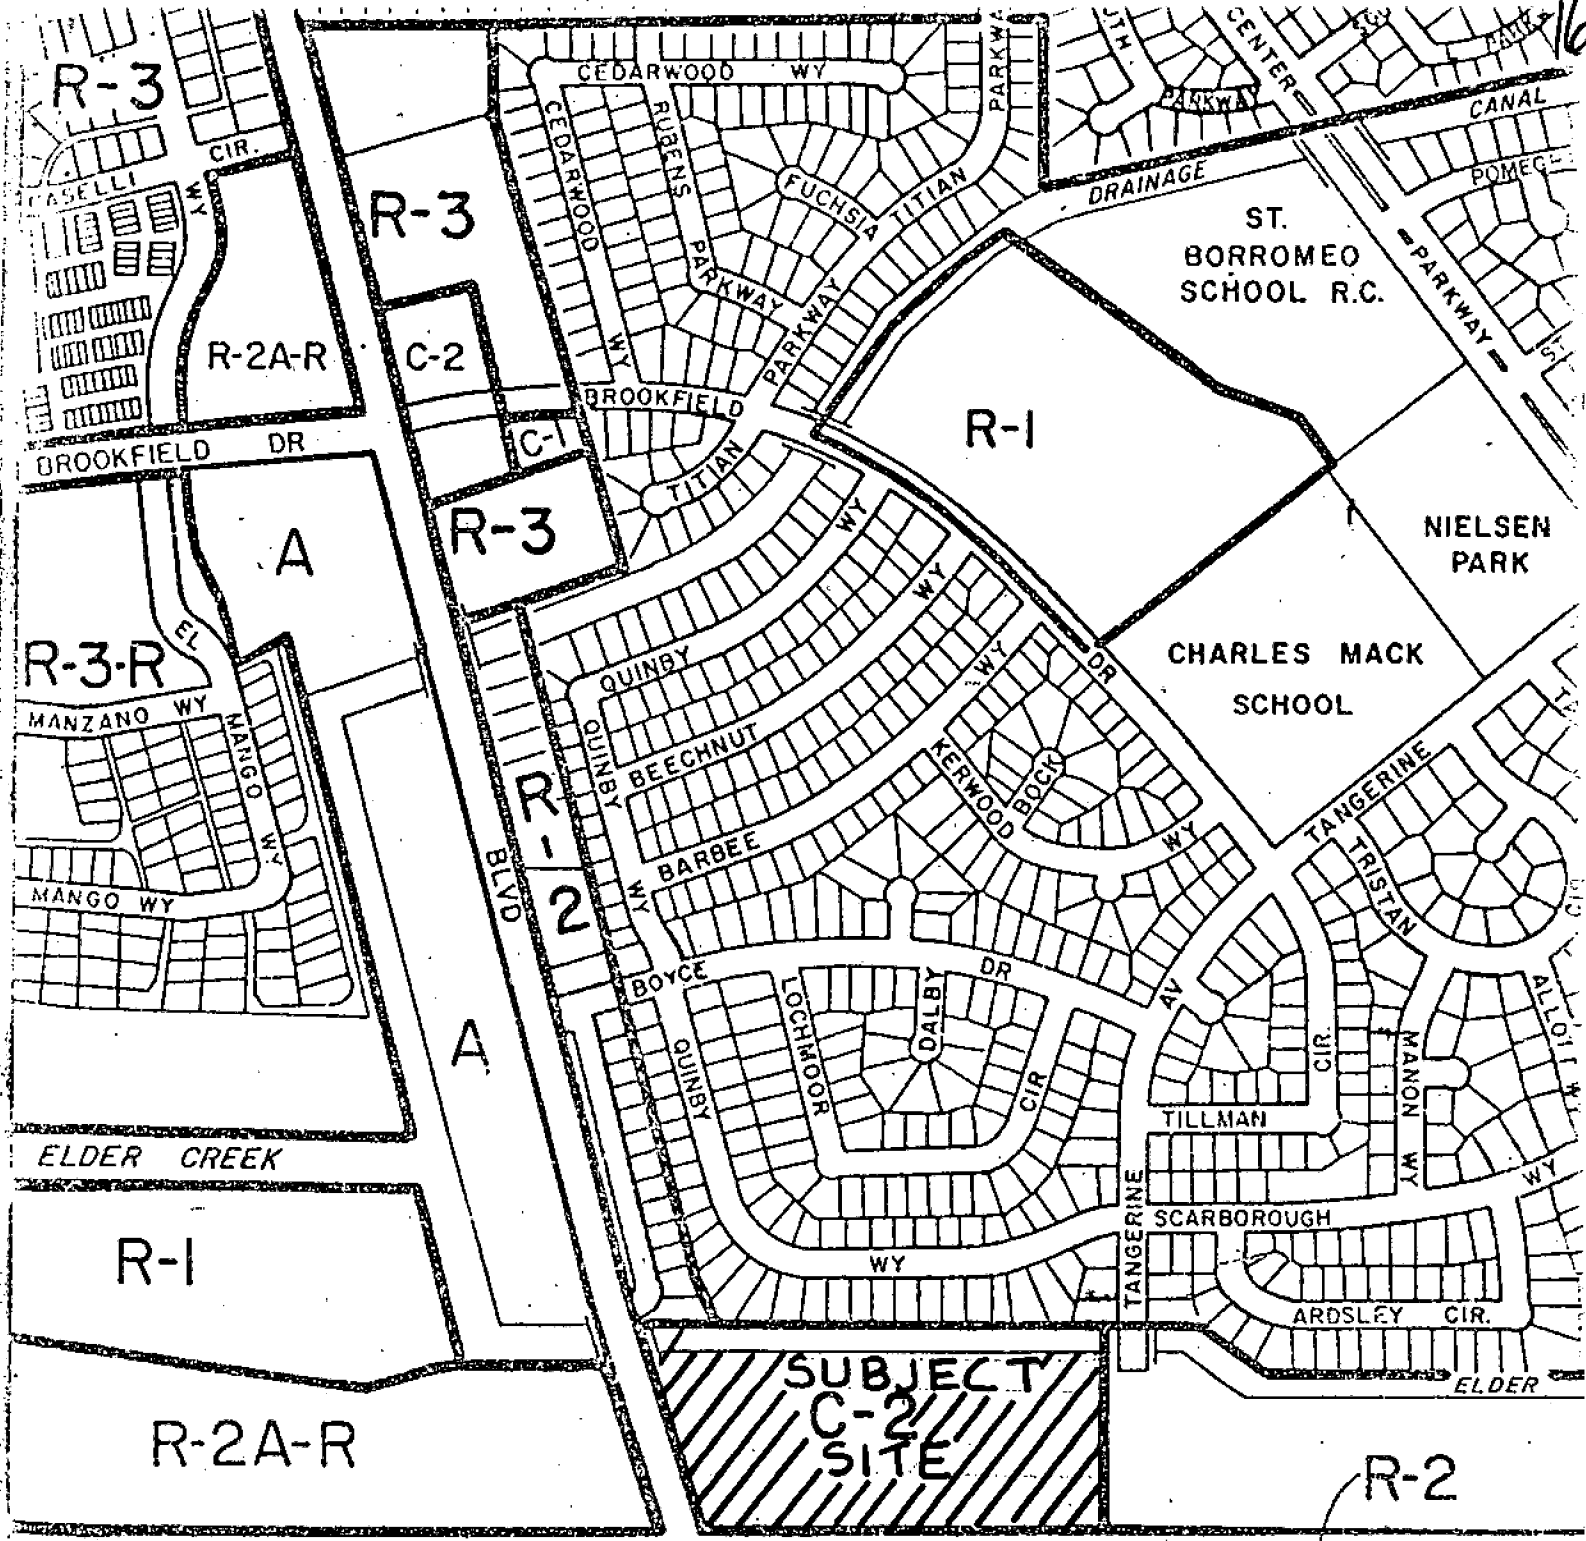 16
R-3
CIR.
WY
R-3
R-2A-R
C-2
C-1
BROOKFIELD DR
CEDARWOOD WY
CEDARWOOD
WY
RUBENS
PARKWAY
FUCHSIA
TITIAN
PARKWAY
BROOKFIELD
TITIAN
CENTER
PARKWAY
PARKWAY
DRAINAGE
CANAL
ST.
BORROMEO
SCHOOL R.C.
R-1
NIELSEN
PARK
CHARLES MACK
SCHOOL
R-3
A
R-3-R
EL
MANGO
WY
MANZANO WY
MANGO WY
QUINBY
WY
QUINBY
WY
BEECHNUT
WY
BARBEE
WY
DR
KERWOOD
WY
BOCK
TANGERINE
TRISTAN
R-
1
2
BLVD
BOYCE
DR
LOCHMOOR
CIR
DALBY
AV
CIR.
TILLMAN
MANON
WY
QUINBY
WY
TANGERINE
SCARBOROUGH
WY
ARDSLEY CIR.
A
ELDER CREEK
R-1
R-2A-R
SUBJECT
C-2
SITE
ELDER
R-2